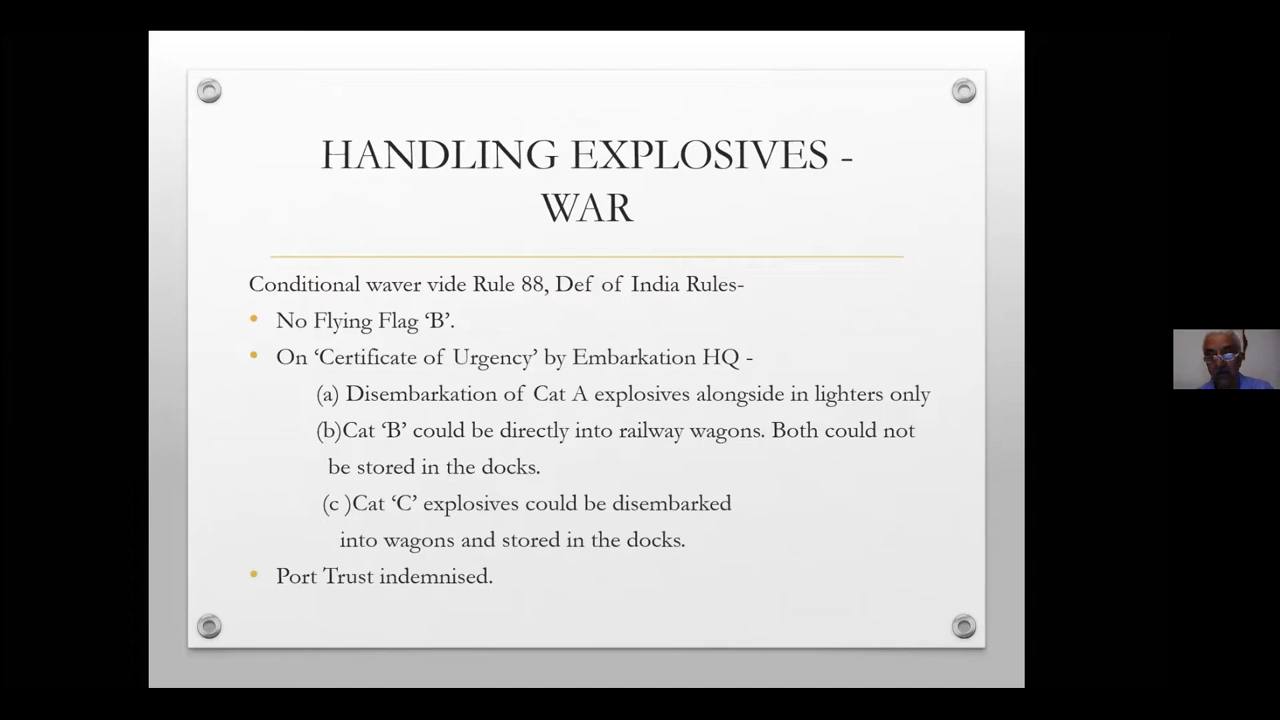 HANDLING EXPLOSIVES -
WAR
Conditional waver vide Rule 88, Def of India Rules-
• No Flying Flag ‘B’.
• On ‘Certificate of Urgency’ by Embarkation HQ -
(a) Disembarkation of Cat A explosives alongside in lighters only
(b)Cat ‘B’ could be directly into railway wagons. Both could not
be stored in the docks.
(c )Cat ‘C’ explosives could be disembarked
into wagons and stored in the docks.
• Port Trust indemnised.